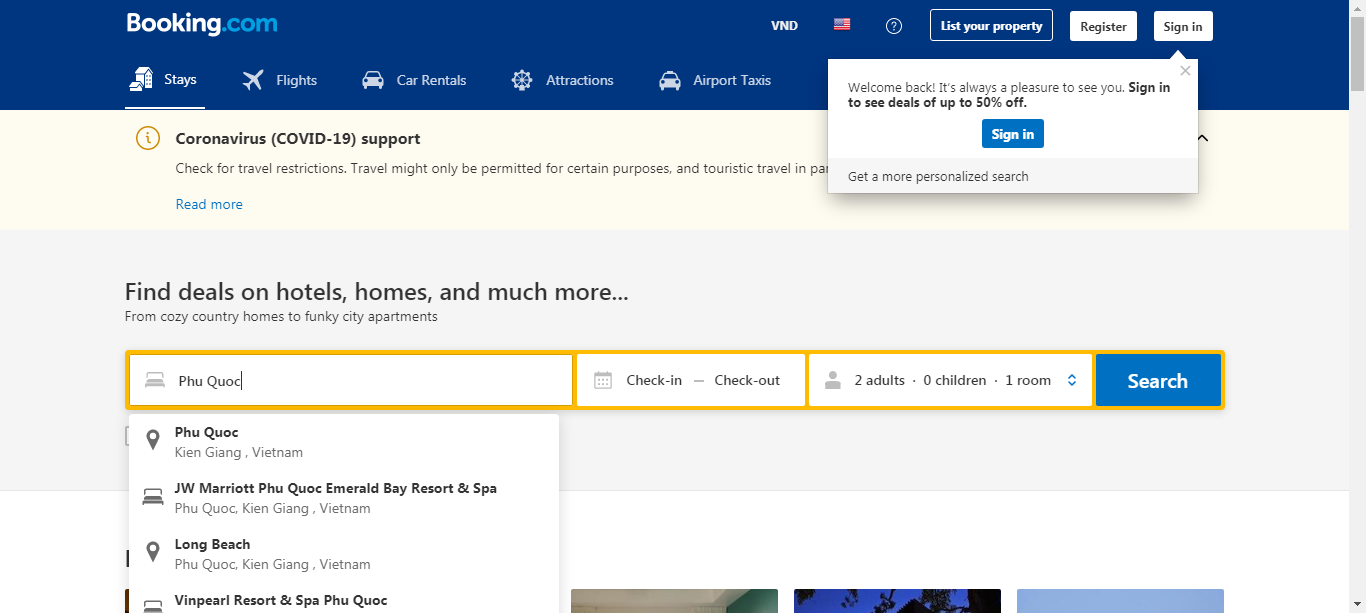 Booking.com
VND
List your property
Register
Sign in
Stays
Flights
Car Rentals
Attractions
Airport Taxis
Welcome back! It's always a pleasure to see you. Sign in
to see deals of up to 50% off.
Sign in
Get a more personalized search
Coronavirus (COVID-19) support
Check for travel restrictions. Travel might only be permitted for certain purposes, and touristic travel in
Read more
Find deals on hotels, homes, and much more...
From cozy country homes to funky city apartments
Phu Quoc
Check-in — Check-out
2 adults · 0 children · 1 room
Search
Phu Quoc
Kien Giang , Vietnam
JW Marriott Phu Quoc Emerald Bay Resort & Spa
Phu Quoc, Kien Giang , Vietnam
Long Beach
Phu Quoc, Kien Giang , Vietnam
Vinpearl Resort & Spa Phu Quoc